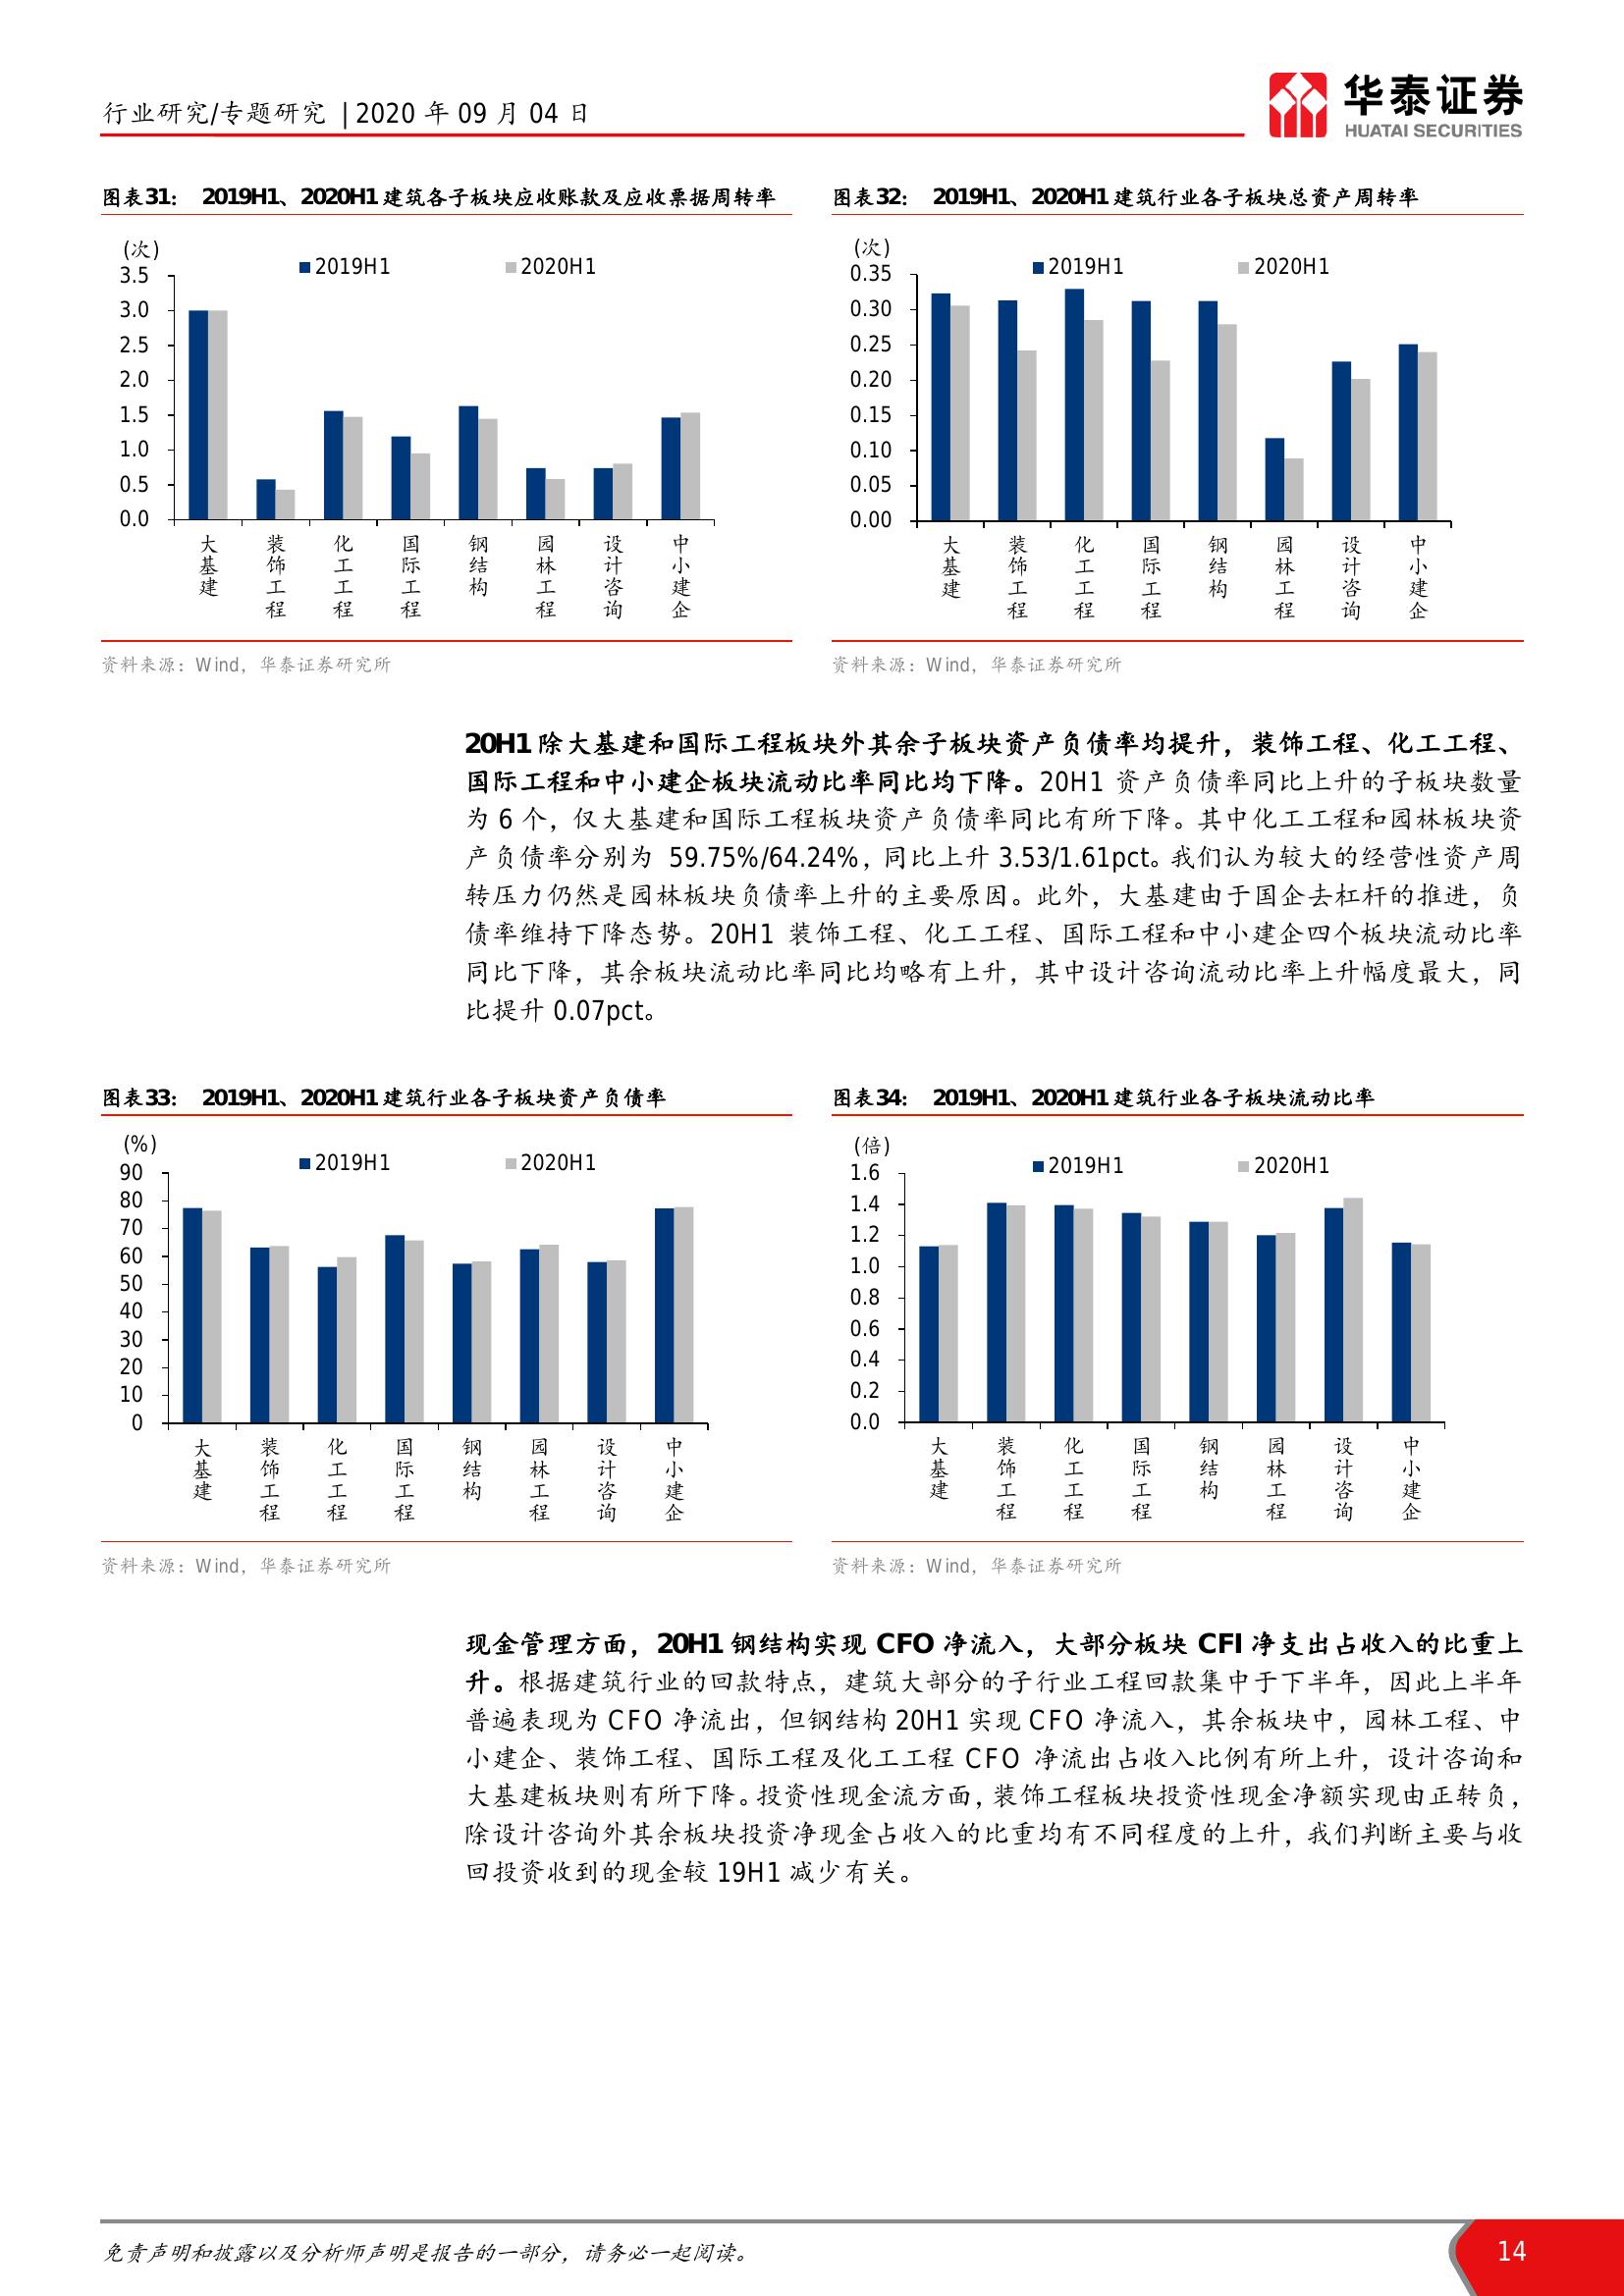 行业研究/专题研究 | 2020 年 09 月 04 日
华泰证券
HUATAI SECURITIES
图表31： 2019H1、2020H1 建筑各子板块应收账款及应收票据周转率
(次)
2019H1 2020H1
3.5
3.0
2.5
2.0
1.5
1.0
0.5
0.0
大基建 装饰工程 化工工程 国际工程 钢结构 园林工程 设计咨询 中小建企
资料来源：Wind，华泰证券研究所
图表32： 2019H1、2020H1 建筑行业各子板块总资产周转率
(次)
2019H1 2020H1
0.35
0.30
0.25
0.20
0.15
0.10
0.05
0.00
大基建 装饰工程 化工工程 国际工程 钢结构 园林工程 设计咨询 中小建企
资料来源：Wind，华泰证券研究所
20H1 除大基建和国际工程板块外其余子板块资产负债率均提升，装饰工程、化工工程、
国际工程和中小建企板块流动比率同比均下降。20H1 资产负债率同比上升的子板块数量
为 6 个，仅大基建和国际工程板块资产负债率同比有所下降。其中化工工程和园林板块资
产负债率分别为 59.75%/64.24%，同比上升 3.53/1.61pct。我们认为较大的经营性资产周
转压力仍然是园林板块负债率上升的主要原因。此外，大基建由于国企去杠杆的推进，负
债率维持下降态势。20H1 装饰工程、化工工程、国际工程和中小建企四个板块流动比率
同比下降，其余板块流动比率同比均略有上升，其中设计咨询流动比率上升幅度最大，同
比提升 0.07pct。
图表33： 2019H1、2020H1 建筑行业各子板块资产负债率
(%)
2019H1 2020H1
90
80
70
60
50
40
30
20
10
0
大基建 装饰工程 化工工程 国际工程 钢结构 园林工程 设计咨询 中小建企
资料来源：Wind，华泰证券研究所
图表34： 2019H1、2020H1 建筑行业各子板块流动比率
(倍)
2019H1 2020H1
1.6
1.4
1.2
1.0
0.8
0.6
0.4
0.2
0.0
大基建 装饰工程 化工工程 国际工程 钢结构 园林工程 设计咨询 中小建企
资料来源：Wind，华泰证券研究所
现金管理方面，20H1 钢结构实现 CFO 净流入，大部分板块 CFI 净支出占收入的比重上
升。根据建筑行业的回款特点，建筑大部分的子行业工程回款集中于下半年，因此上半年
普遍表现为 CFO 净流出，但钢结构 20H1 实现 CFO 净流入，其余板块中，园林工程、中
小建企、装饰工程、国际工程及化工工程 CFO 净流出占收入比例有所上升，设计咨询和
大基建板块则有所下降。投资性现金流方面，装饰工程板块投资性现金净额实现由正转负，
除设计咨询外其余板块投资净现金占收入的比重均有不同程度的上升，我们判断主要与收
回投资收到的现金较 19H1 减少有关。
免责声明和披露以及分析师声明是报告的一部分，请务必一起阅读。
14